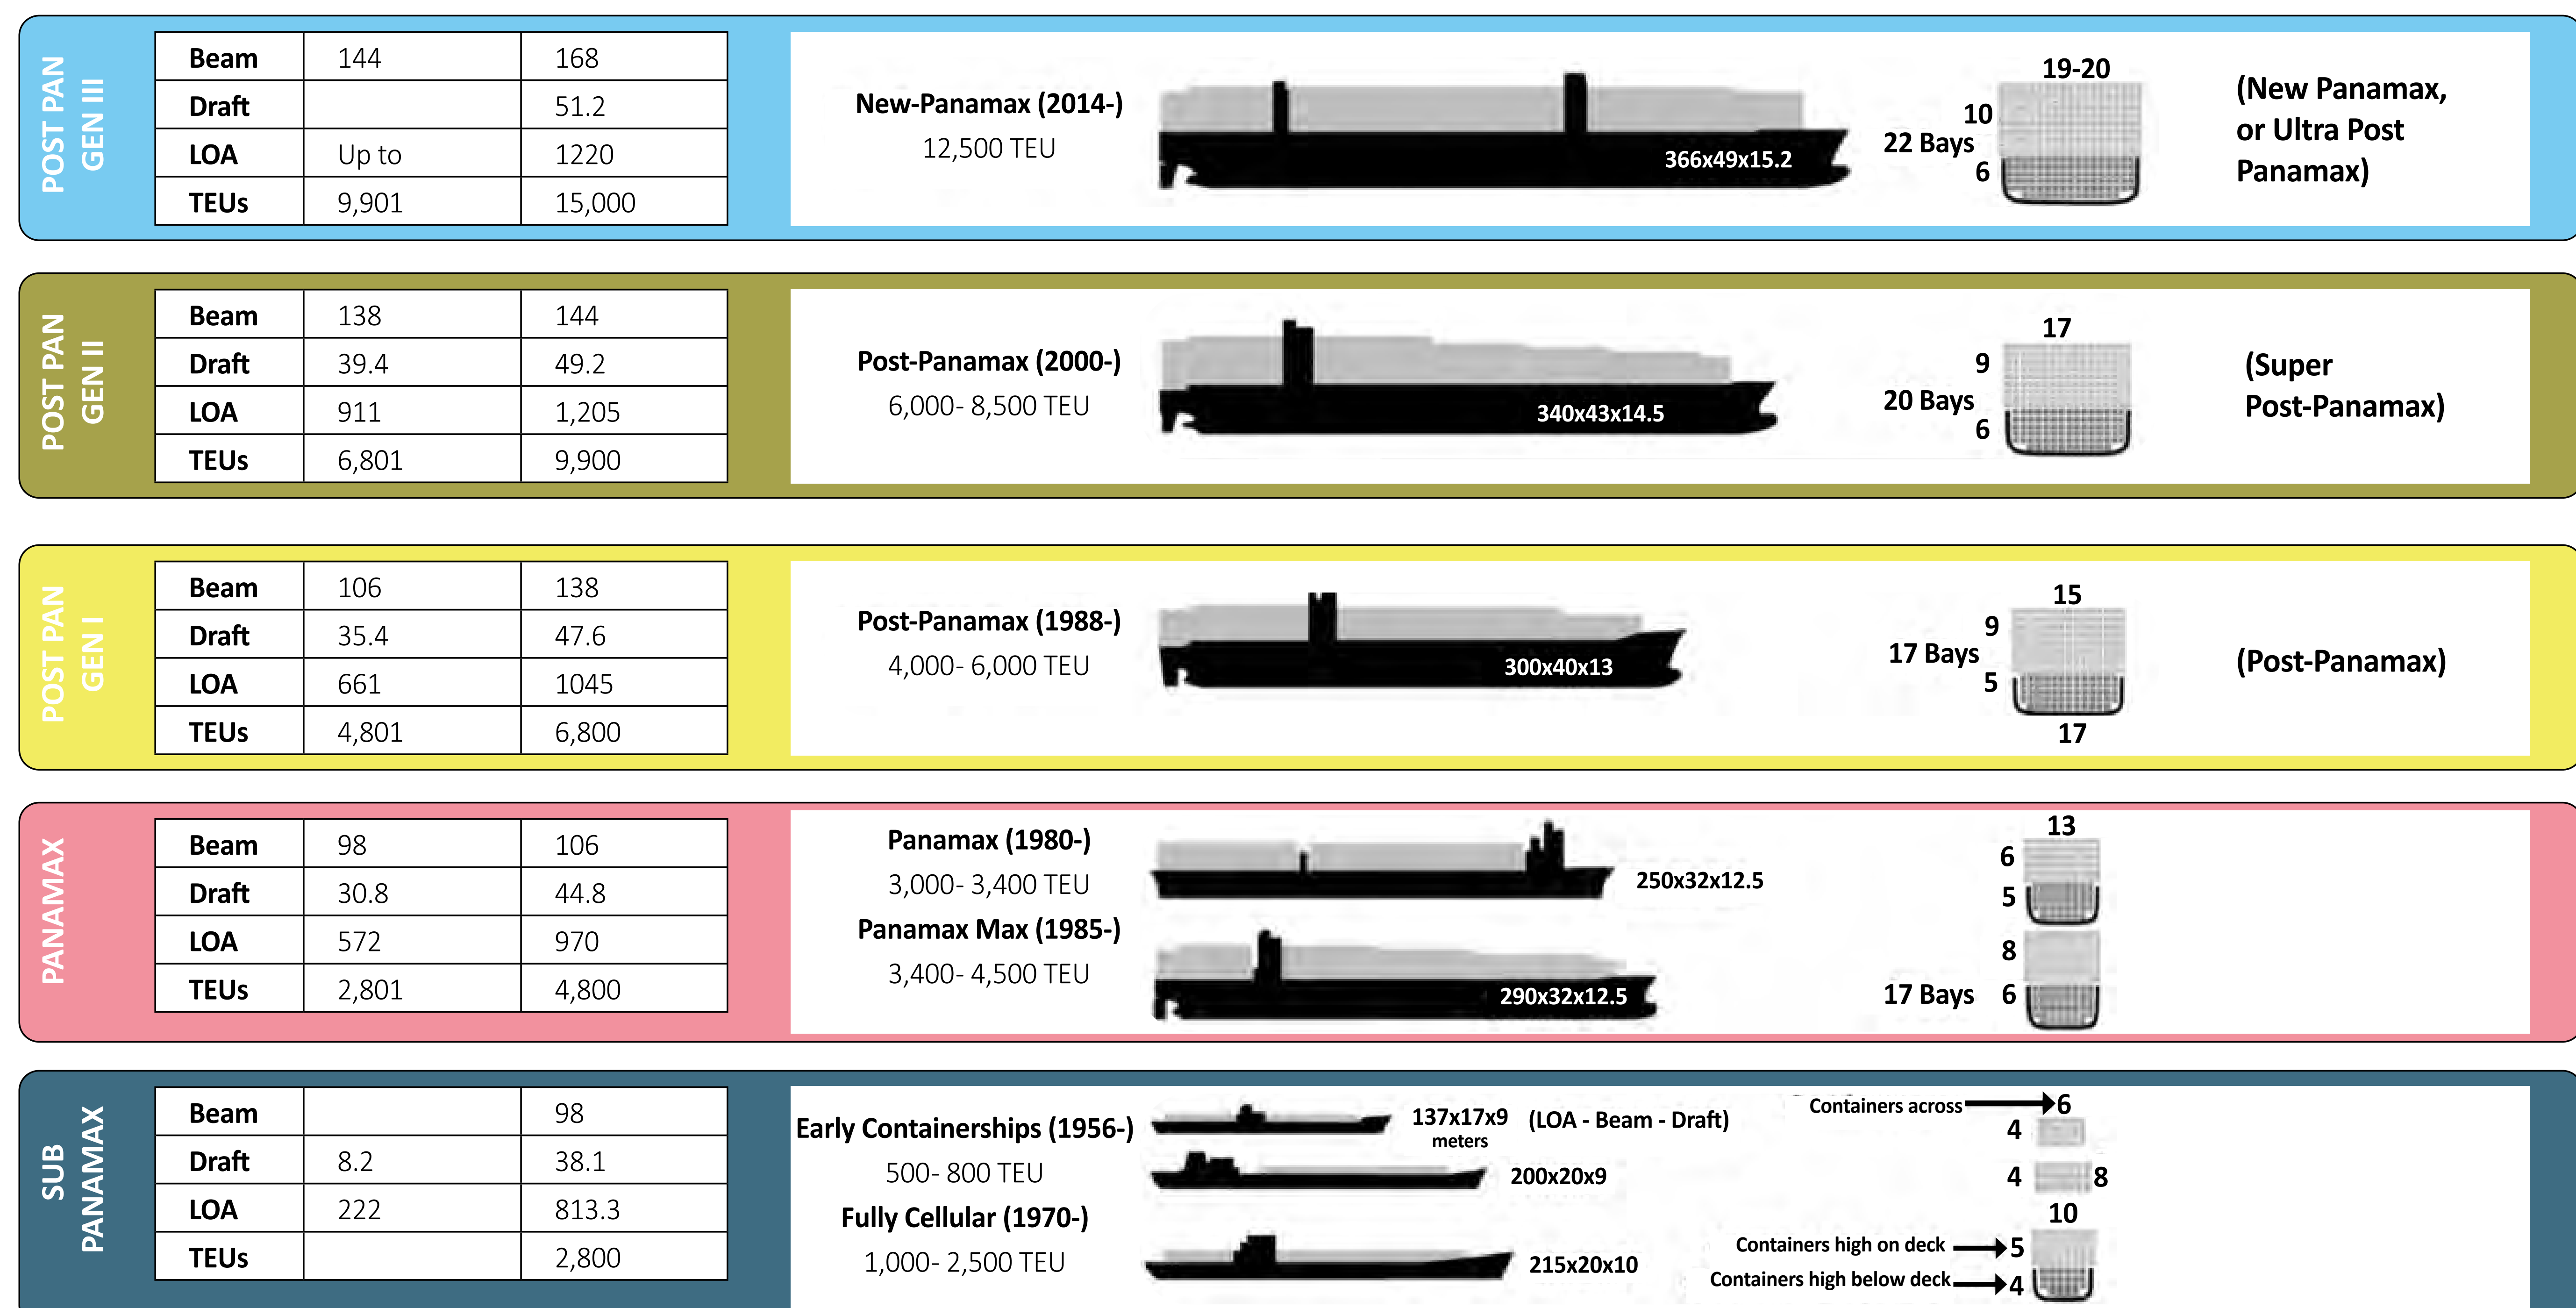 POST PAN
GEN III
Beam 144 168
Draft 51.2
LOA Up to 1220
TEUs 9,901 15,000
New-Panamax (2014-)
12,500 TEU
366x49x15.2
19-20
10
22 Bays
6
(New Panamax,
or Ultra Post
Panamax)
POST PAN
GEN II
Beam 138 144
Draft 39.4 49.2
LOA 911 1,205
TEUs 6,801 9,900
Post-Panamax (2000-)
6,000- 8,500 TEU
340x43x14.5
17
9
20 Bays
6
(Super
Post-Panamax)
POST PAN
GEN I
Beam 106 138
Draft 35.4 47.6
LOA 661 1045
TEUs 4,801 6,800
Post-Panamax (1988-)
4,000- 6,000 TEU
300x40x13
15
9
17 Bays
5
17
(Post-Panamax)
PANAMAX
Beam 98 106
Draft 30.8 44.8
LOA 572 970
TEUs 2,801 4,800
Panamax (1980-)
3,000- 3,400 TEU
250x32x12.5
13
6
5
Panamax Max (1985-)
3,400- 4,500 TEU
290x32x12.5
8
17 Bays 6
SUB
PANAMAX
Beam 98
Draft 8.2 38.1
LOA 222 813.3
TEUs 2,800
Early Containerships (1956-)
500- 800 TEU
137x17x9 (LOA - Beam - Draft)
meters
200x20x9
Containers across 6
4
4 8
Fully Cellular (1970-)
1,000- 2,500 TEU
215x20x10
10
Containers high on deck 5
Containers high below deck 4